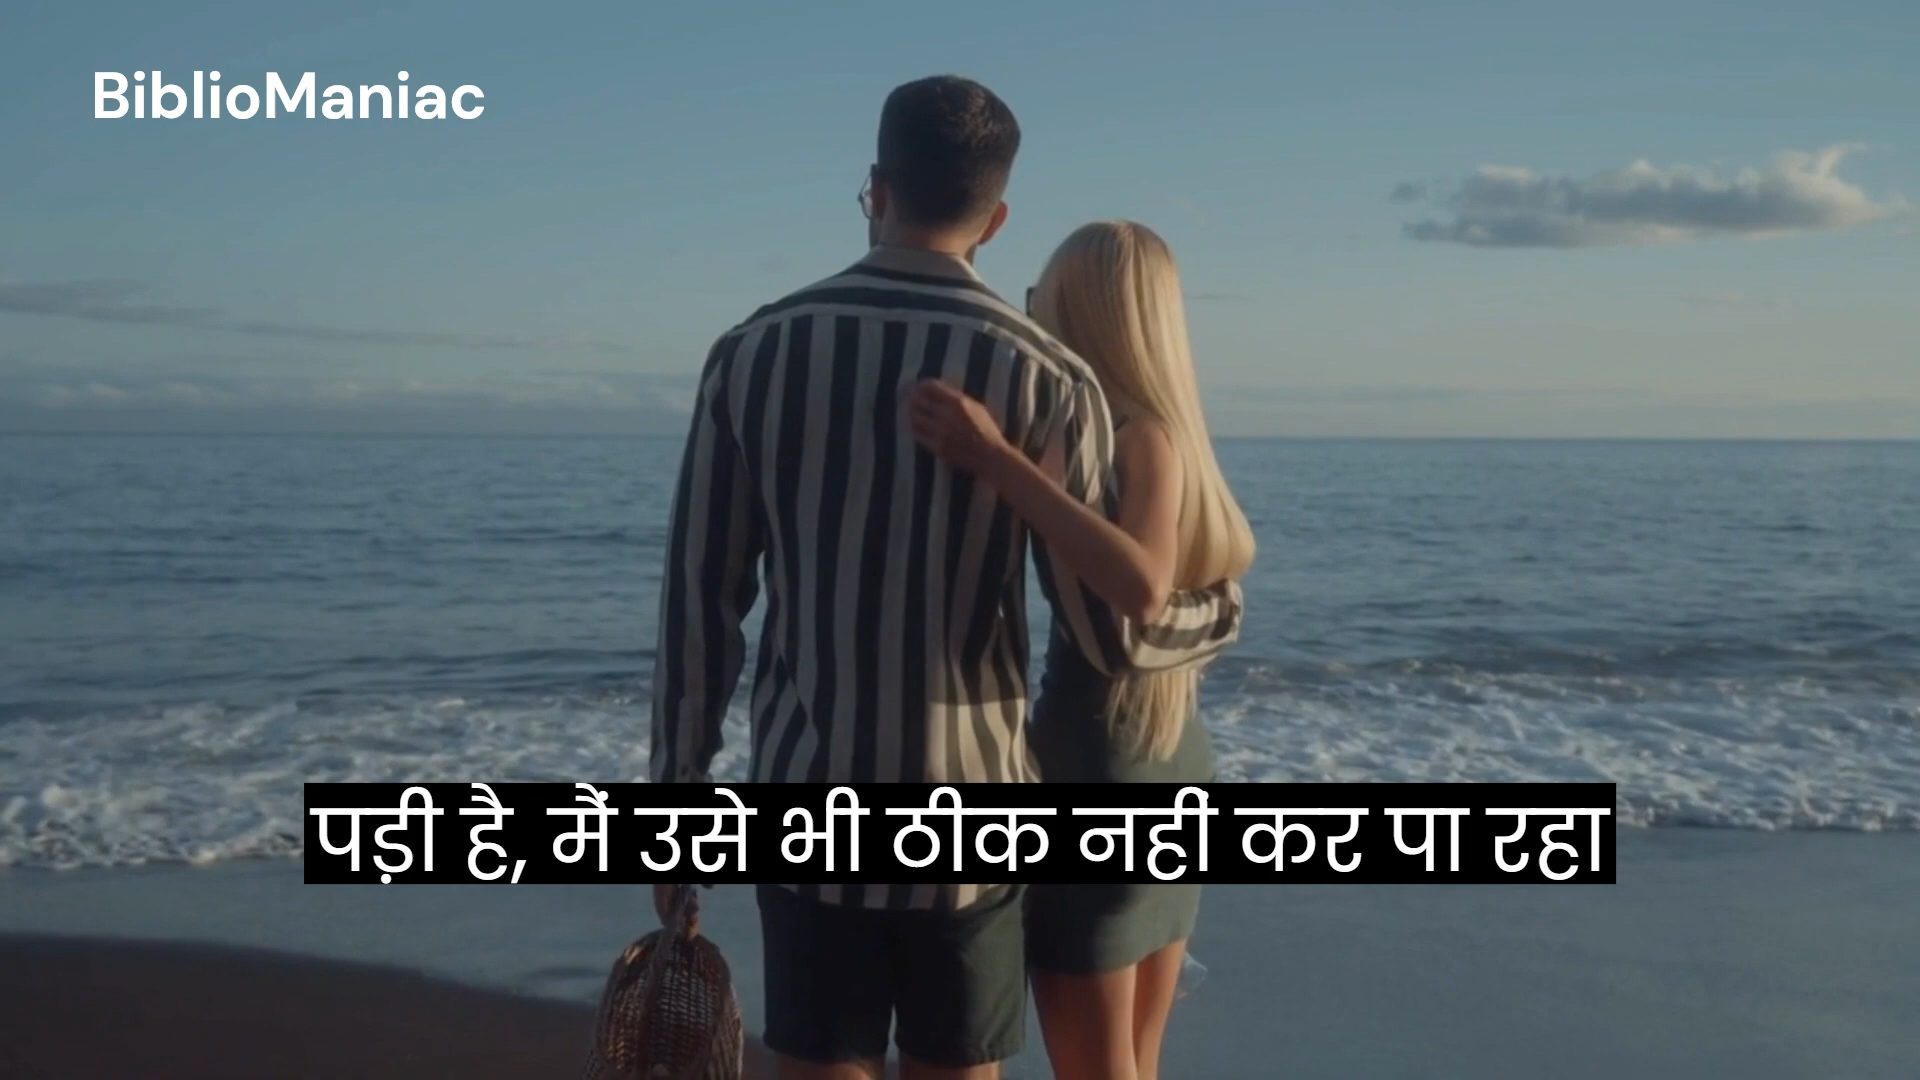 BiblioManiac
पड़ी है, मैं उसे भी ठीक नहीं कर पा रहा